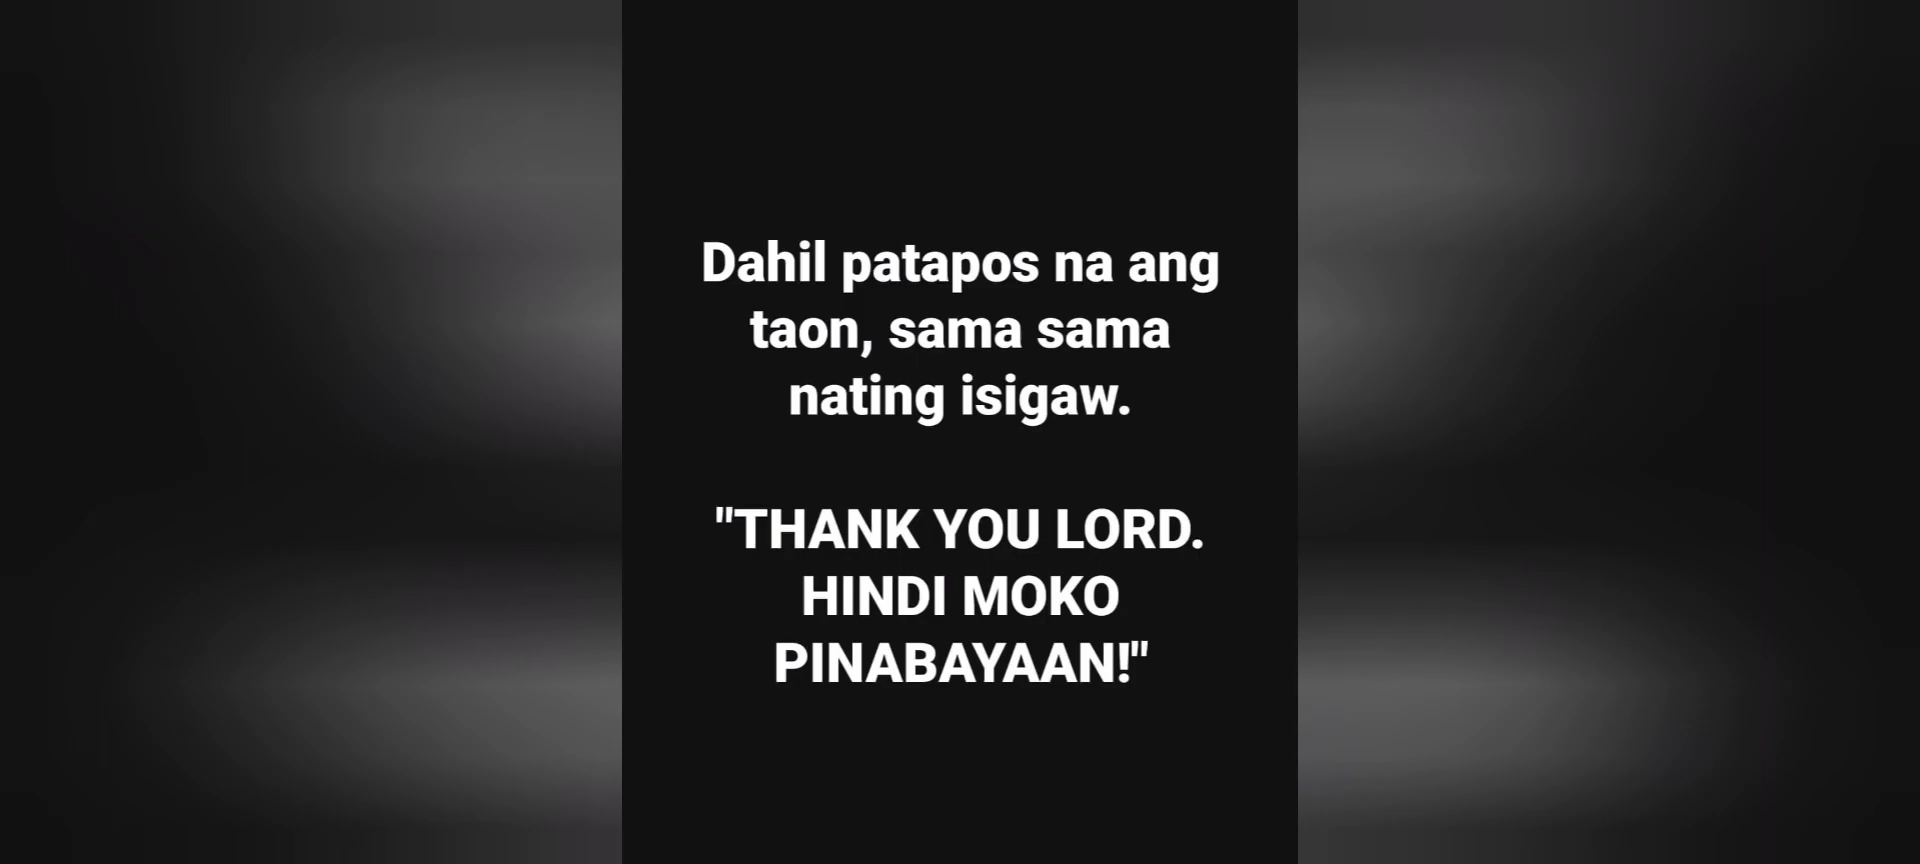 Dahil patapos na ang
taon, sama sama
nating isigaw.
"THANK YOU LORD.
HINDI MOKO
PINABAYAAN!"